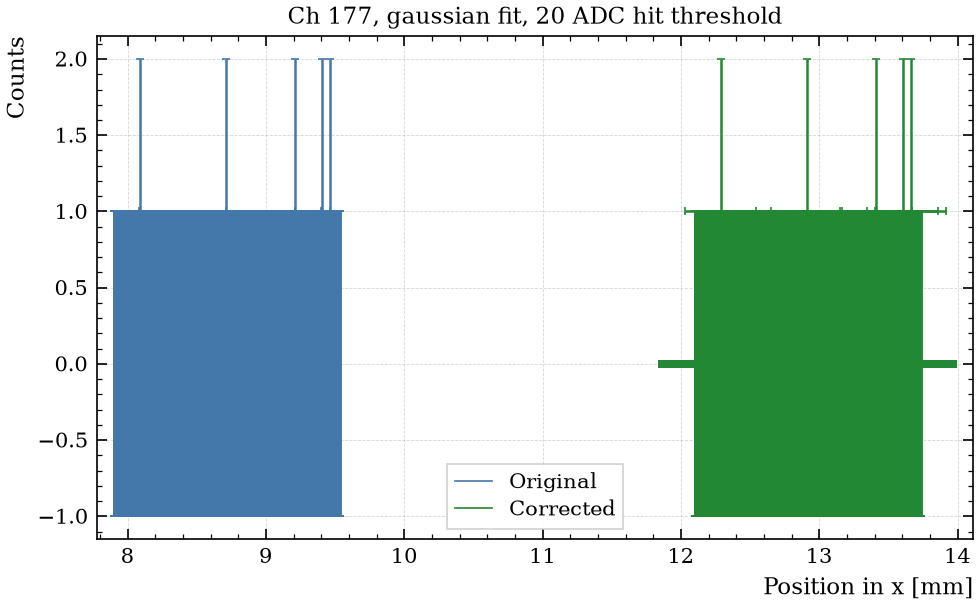 Ch 177, gaussian fit, 20 ADC hit threshold
Counts
2.0
1.5
1.0
0.5
0.0
−0.5
−1.0
Original
Corrected
8 9 10 11 12 13 14
Position in x [mm]